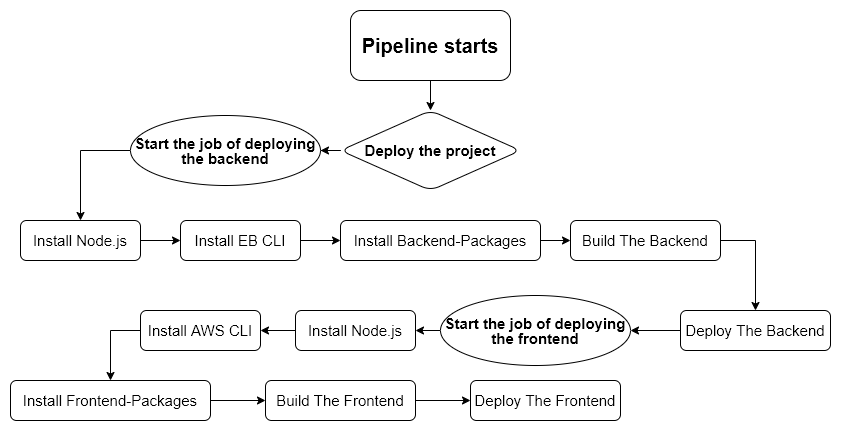 Pipeline starts
Deploy the project
Start the job of deploying
the backend
Install Node.js
Install EB CLI
Install Backend-Packages
Build The Backend
Deploy The Backend
Start the job of deploying
the frontend
Install Node.js
Install AWS CLI
Install Frontend-Packages
Build The Frontend
Deploy The Frontend